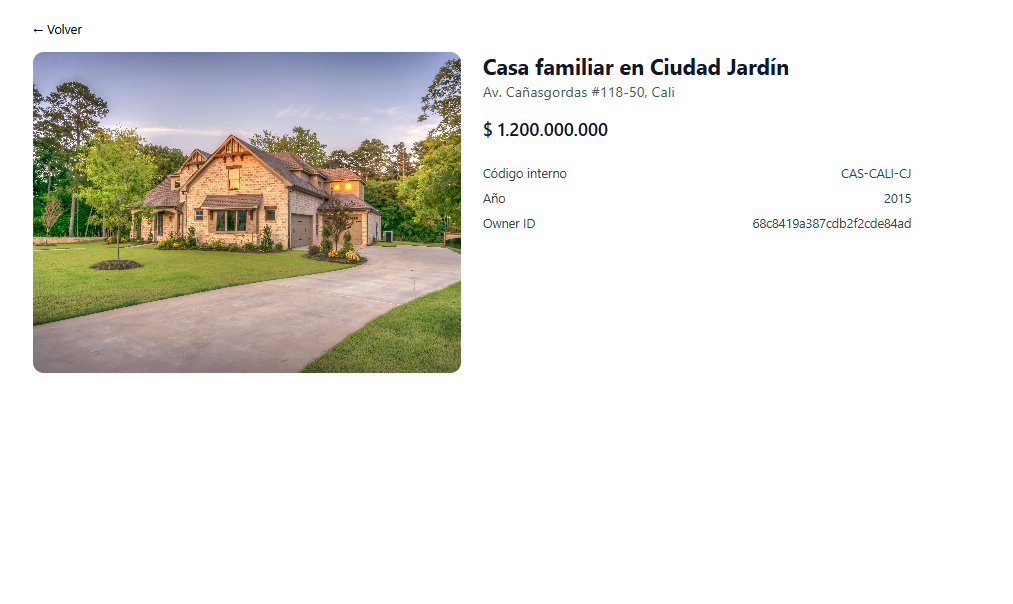 ← Volver
Casa familiar en Ciudad Jardín
Av. Cañasgordas #118-50, Cali
$ 1.200.000.000
Código interno CAS-CALI-CJ
Año 2015
Owner ID 68c8419a387cdb2f2cde84ad